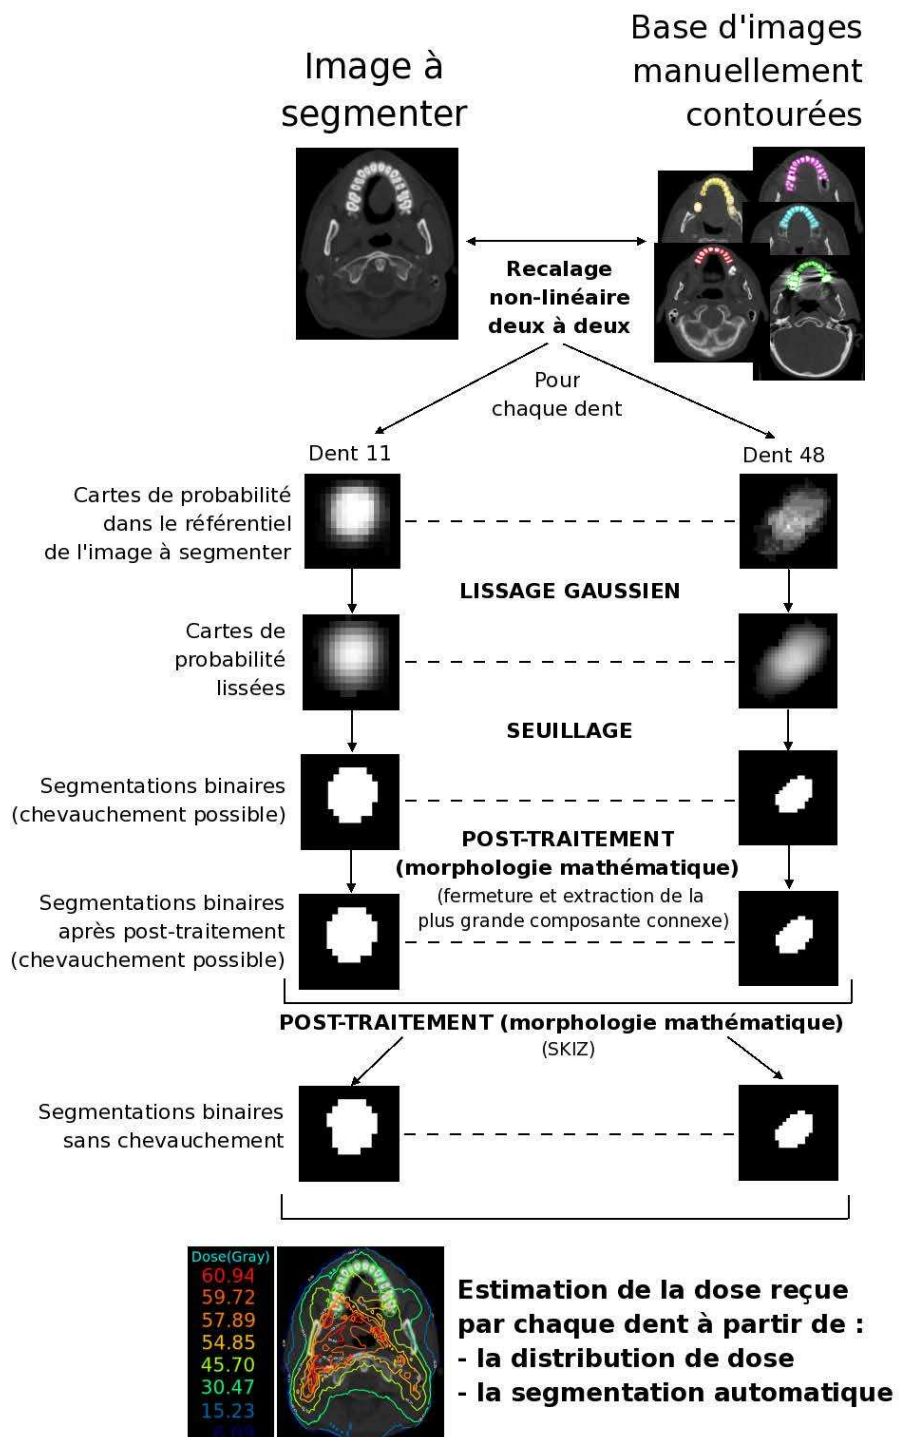 Image à
segmenter
Base d'images
manuellement
contourées
Recalage
non-linéaire
deux à deux
Pour
chaque dent
Dent 11
Dent 48
Cartes de probabilité
dans le référentiel
de l'image à segmenter
LISSAGE GAUSSIEN
Cartes de
probabilité
lissées
SEUILLAGE
Segmentations binaires
(chevauchement possible)
POST-TRAITEMENT
(morphologie mathématique)
(fermeture et extraction de la
plus grande composante connexe)
Segmentations binaires
après post-traitement
(chevauchement possible)
POST-TRAITEMENT (morphologie mathématique)
(SKIZ)
Segmentations binaires
sans chevauchement
Dose(Gray)
60.94
59.72
57.89
54.85
45.70
30.47
15.23
Estimation de la dose reçue
par chaque dent à partir de :
- la distribution de dose
- la segmentation automatique